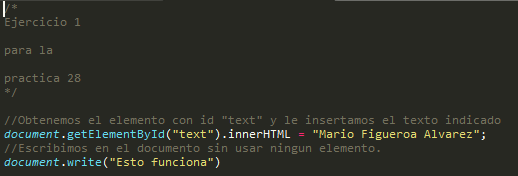 /*
Ejercicio 1
para la
practica 28
*/
//Obtenemos el elemento con id "text" y le insertamos el texto indicado
document.getElementById("text").innerHTML = "Mario Figueroa Alvarez";
//Escribimos en el documento sin usar ningun elemento.
document.write("Esto funciona")